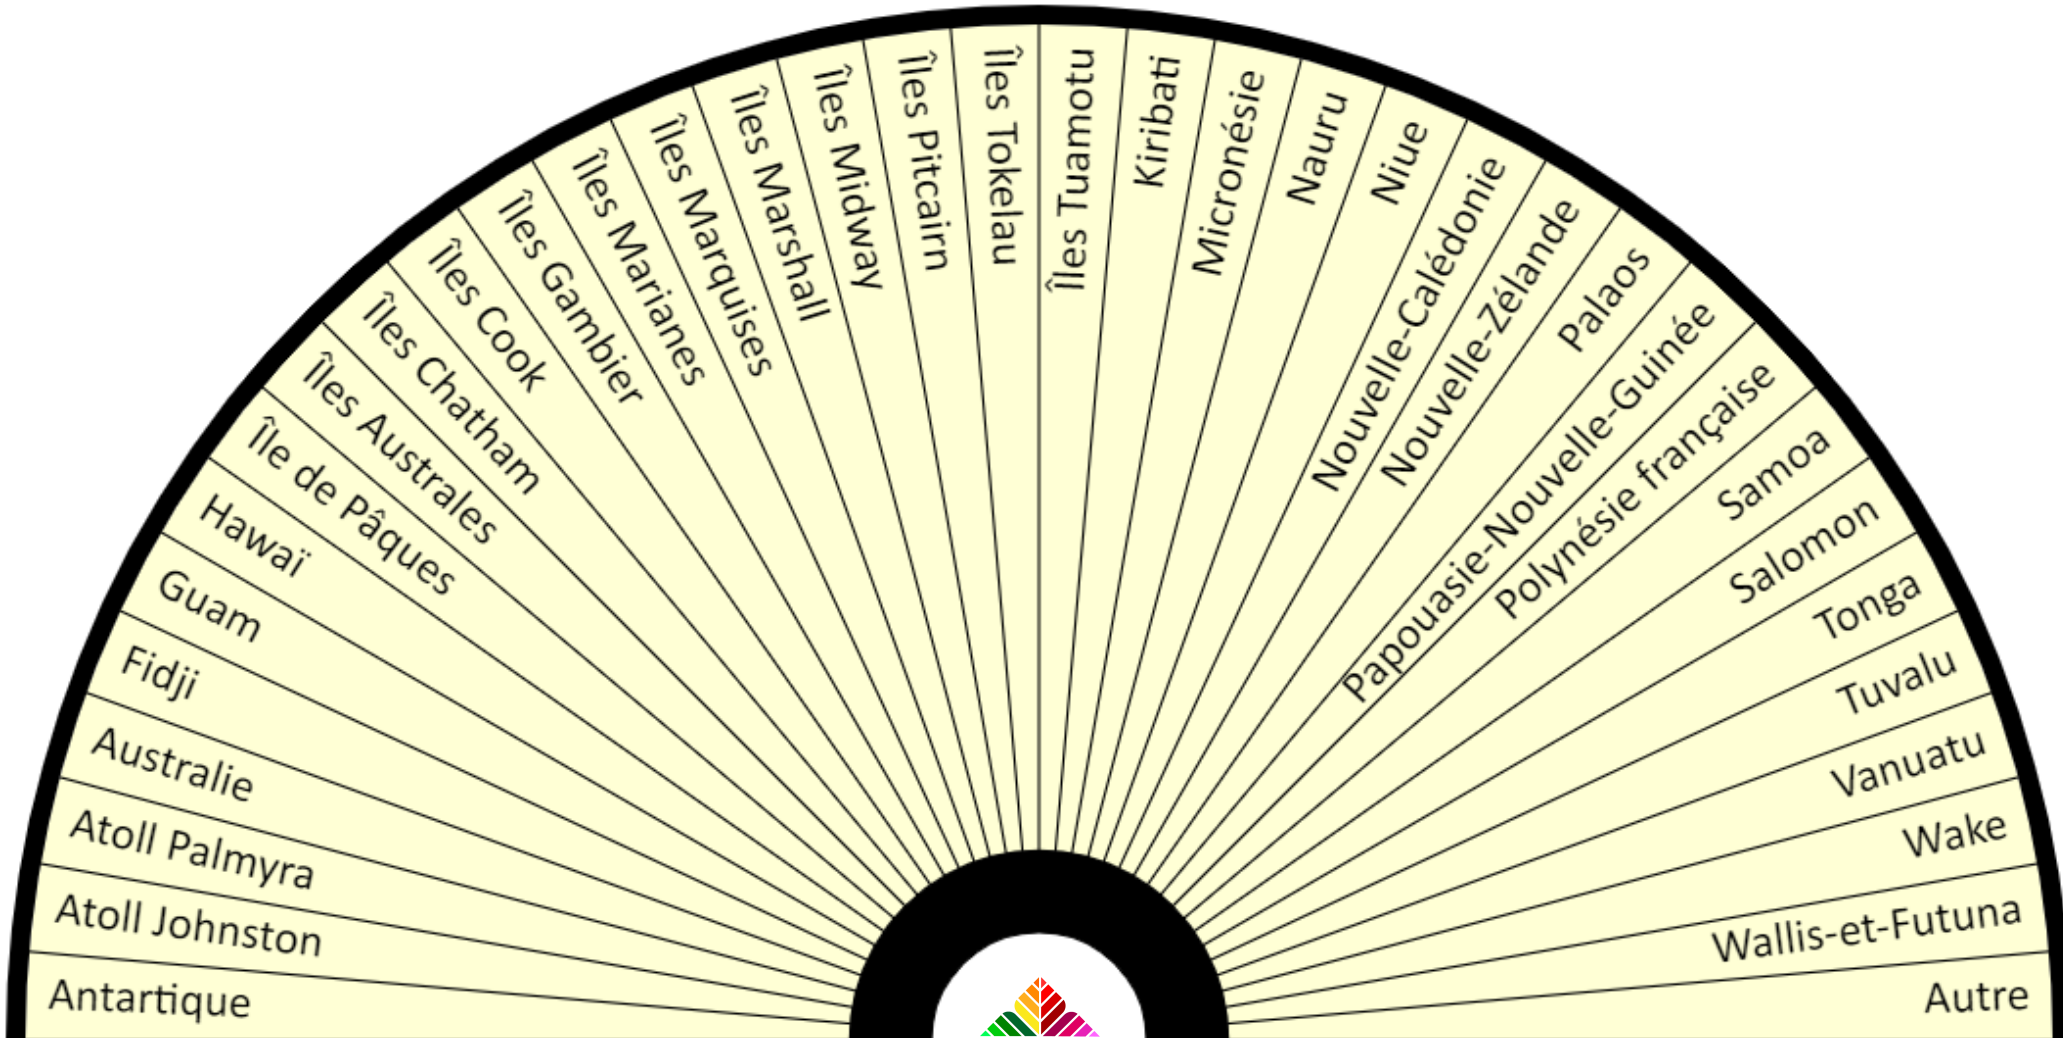 Antartique
Atoll Johnston
Atoll Palmyra
Australie
Fidji
Guam
Hawaï
Île de Pâques
Îles Australes
Îles Chatham
Îles Cook
Îles Gambier
Îles Marianes
Îles Marquises
Îles Marshall
Îles Midway
Îles Pitcairn
Îles Tokelau
Îles Tuamotu
Kiribati
Micronésie
Nauru
Niue
Nouvelle-Calédonie
Nouvelle-Zélande
Palaos
Papouasie-Nouvelle-Guinée
Polynésie française
Samoa
Salomon
Tonga
Tuvalu
Vanuatu
Wake
Wallis-et-Futuna
Autre